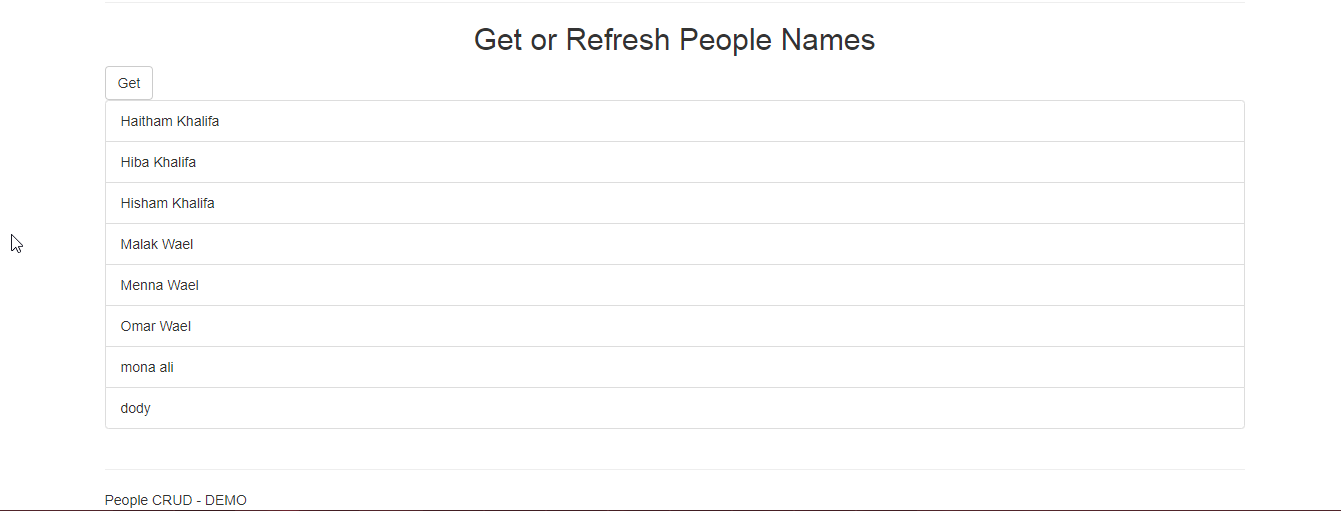 Get or Refresh People Names
Get
Haitham Khalifa
Hiba Khalifa
Hisham Khalifa
Malak Wael
Menna Wael
Omar Wael
mona ali
dody
People CRUD - DEMO